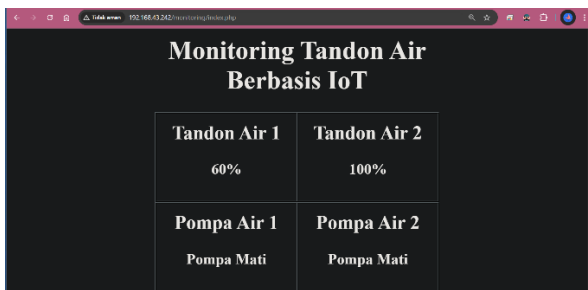 Tidak aman 192.168.43.242/monitoring/index.php
Monitoring Tandon Air
Berbasis IoT
Tandon Air 1 Tandon Air 2
60% 100%
Pompa Air 1 Pompa Air 2
Pompa Mati Pompa Mati